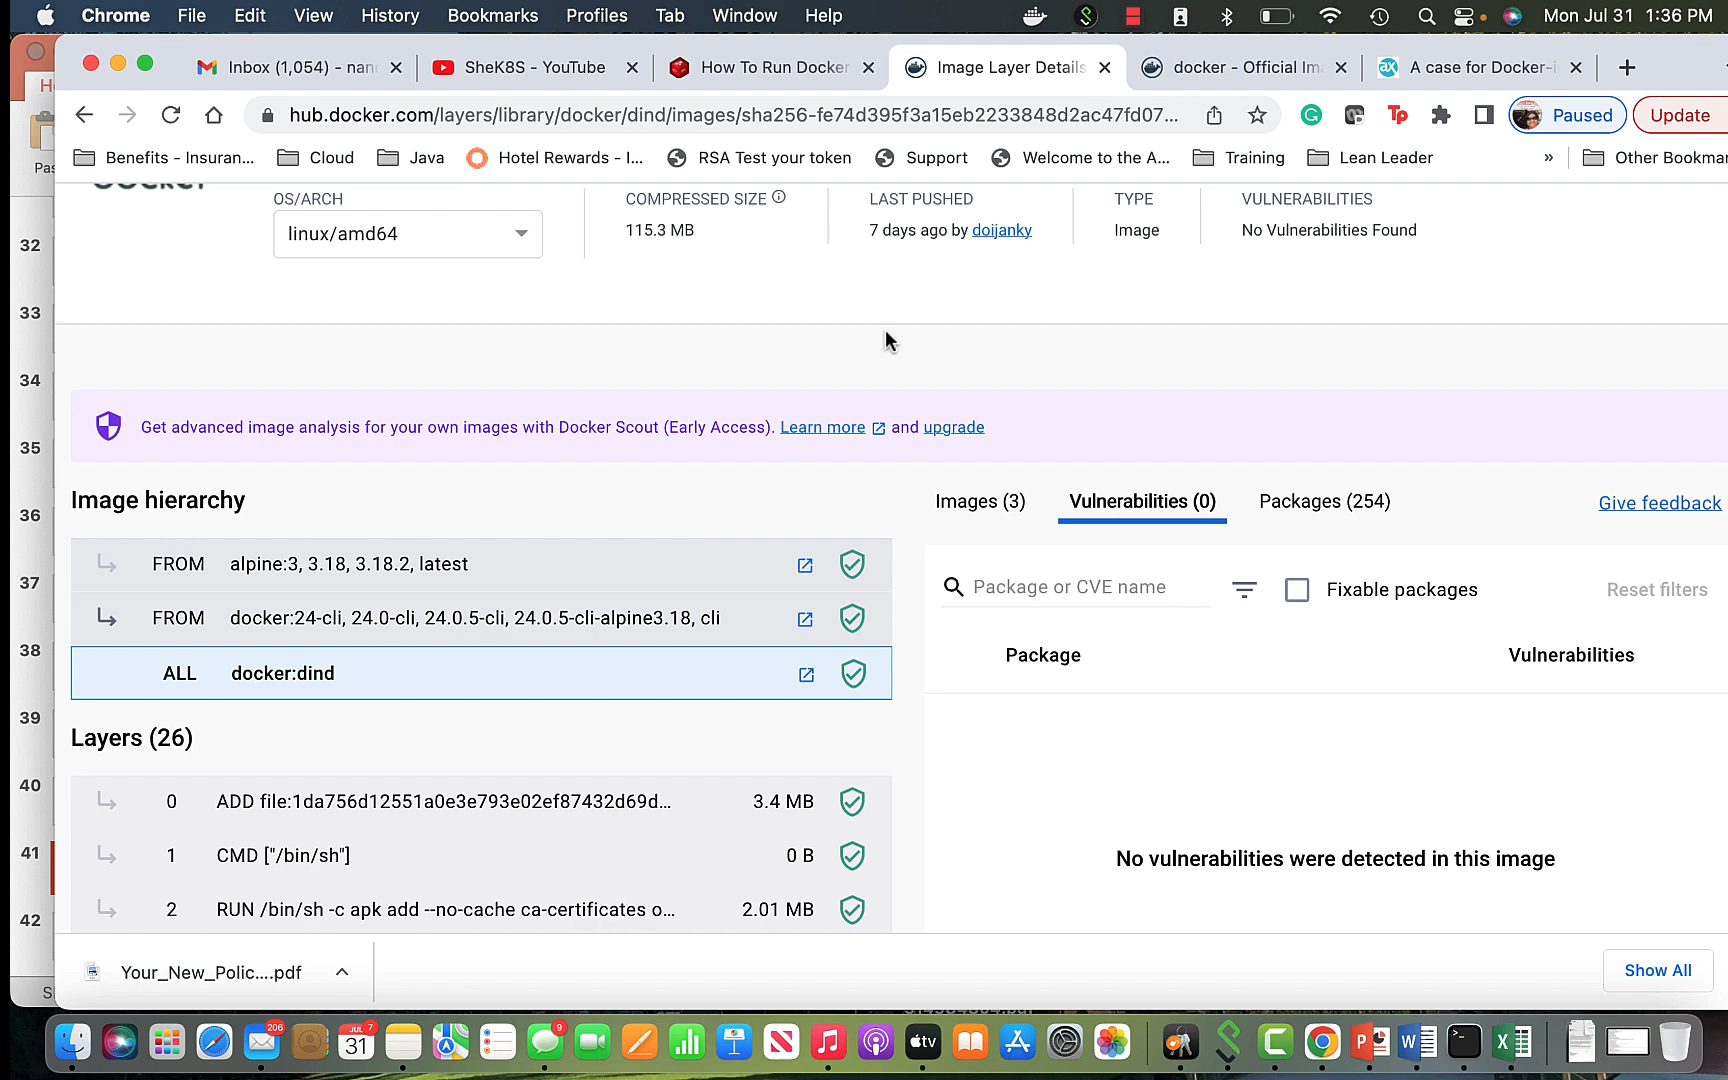 Chrome File Edit View History Bookmarks Profiles Tab Window Help Mon Jul 31 1:36 PM
Inbox (1,054) - nan SheK8S - YouTube How To Run Docker Image Layer Details docker - Official Im A case for Docker-i
hub.docker.com/layers/library/docker/dind/images/sha256-fe74d395f3a15eb2233848d2ac47fd07... Paused Update
Benefits - Insuran... Cloud Java Hotel Rewards - I... RSA Test your token Support Welcome to the A... Training Lean Leader » Other Bookmar
OS/ARCH COMPRESSED SIZE LAST PUSHED TYPE VULNERABILITIES
linux/amd64 115.3 MB 7 days ago by doijanky Image No Vulnerabilities Found
Get advanced image analysis for your own images with Docker Scout (Early Access). Learn more and upgrade
Image hierarchy
FROM alpine:3, 3.18, 3.18.2, latest
FROM docker:24-cli, 24.0-cli, 24.0.5-cli, 24.0.5-cli-alpine3.18, cli
ALL docker:dind
Layers (26)
0 ADD file:1da756d12551a0e3e793e02ef87432d69d... 3.4 MB
1 CMD ["/bin/sh"] 0 B
2 RUN /bin/sh -c apk add --no-cache ca-certificates o... 2.01 MB
Images (3) Vulnerabilities (0) Packages (254) Give feedback
Package or CVE name Fixable packages Reset filters
Package Vulnerabilities
No vulnerabilities were detected in this image
Your_New_Polic....pdf Show All
32
33
34
35
36
37
38
39
40
41
42
206
JUL 7
31
9
tv